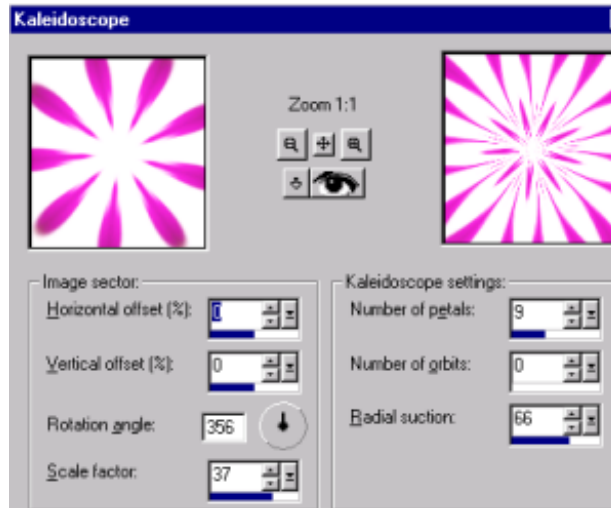 Kaleidoscope
Zoom 1:1
Image sector:
Horizontal offset (%): 0
Vertical offset (%): 0
Rotation angle: 356
Scale factor: 37
Kaleidoscope settings:
Number of petals: 9
Number of orbits: 0
Radial suction: 66